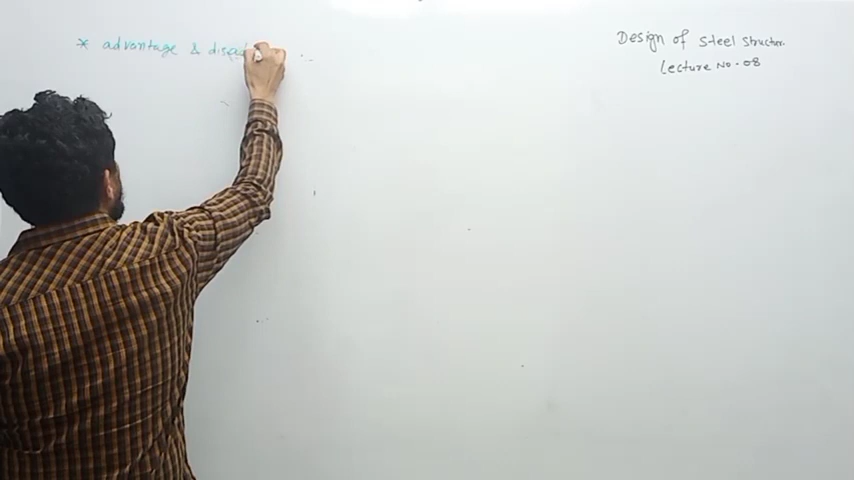 * advantage & disad
Design of Steel Structur.
Lecture No - 08